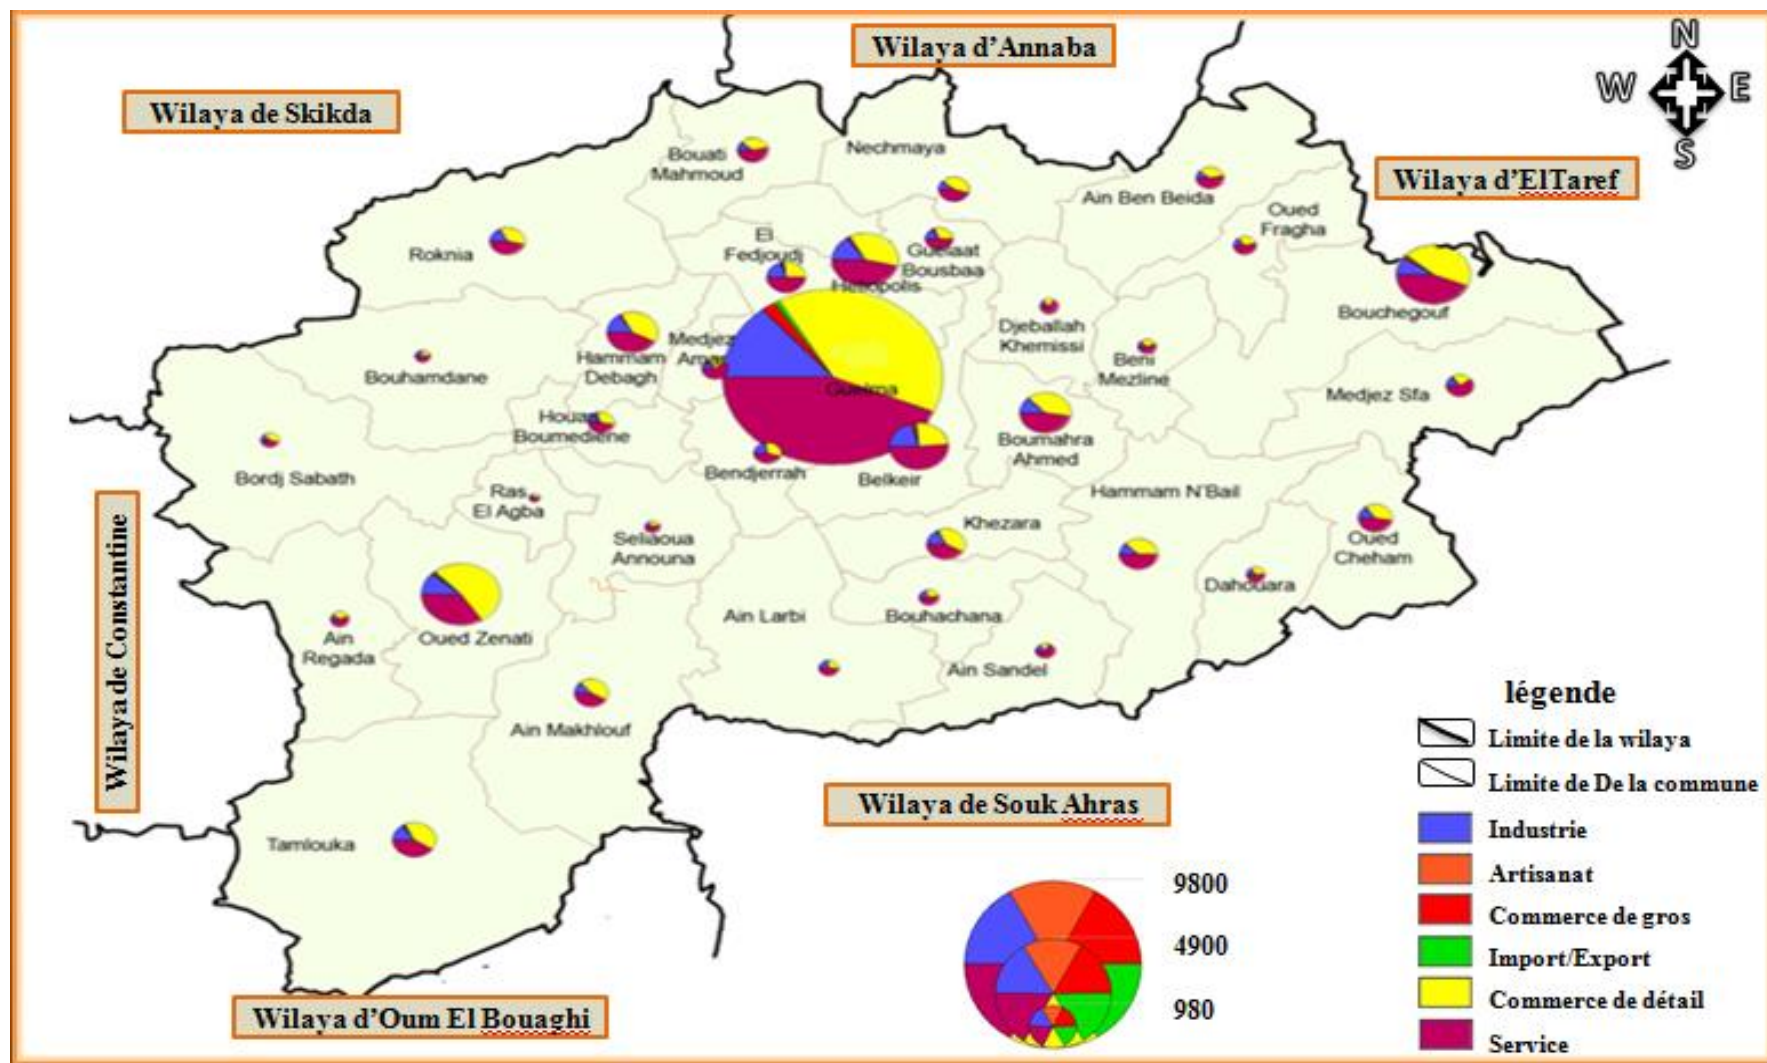 Wilaya d'Annaba
N
W
E
S
Wilaya de Skikda
Wilaya d'ElTaref
Bouati
Mahmoud
Nechmaya
Ain Ben Beida
Oued
Fragha
Roknia
El
Fedjoudj
Guelaat
Bousbaa
Heliopolis
Bouchegouf
Djeballah
Khemissi
Beni
Mezline
Medjez
Amar
Hammam
Debagh
Bouhamdane
Guelma
Medjez Sfa
Houari
Boumediene
Boumahra
Ahmed
Bordj Sabath
Bendjerrah
Belkeir
Ras
El Agba
Hammam N'Bail
Khezara
Sellaoua
Announa
Oued
Cheham
Dahouara
Wilaya de Constantine
Oued Zenati
Ain
Regada
Ain Larbi
Bouhachana
Ain Sandel
Ain Makhlouf
Tamlouka
Wilaya de Souk Ahras
Wilaya d'Oum El Bouaghi
9800
4900
980
légende
Limite de la wilaya
Limite de De la commune
Industrie
Artisanat
Commerce de gros
Import/Export
Commerce de détail
Service